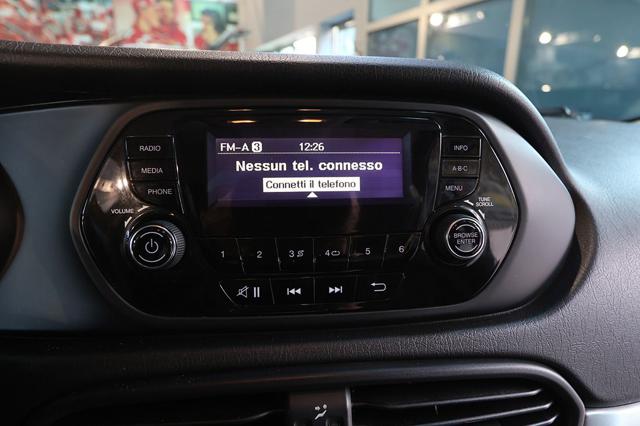 FM-A 3 12:26
Nessun tel. connesso
Connetti il telefono
RADIO
MEDIA
PHONE
VOLUME
INFO
A-B-C
MENU
TUNE
SCROLL
BROWSE
ENTER
1 2 3 4 5 6